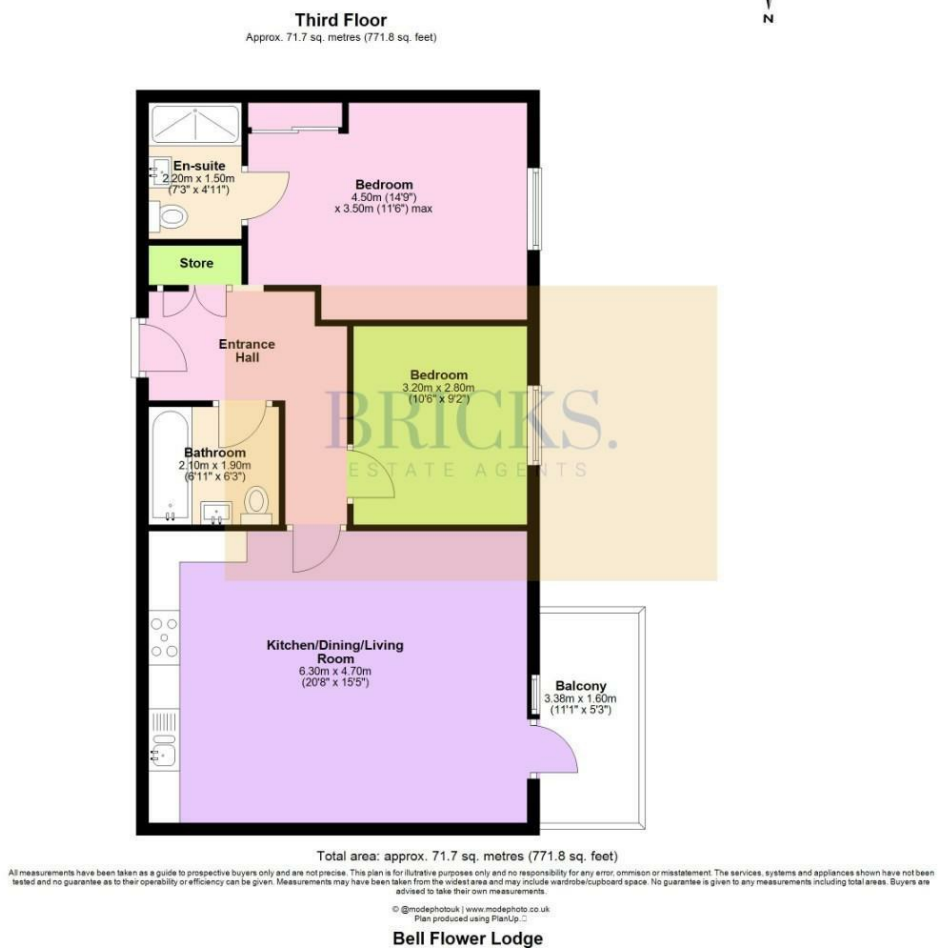 N
Third Floor
Approx. 71.7 sq. metres (771.8 sq. feet)
En-suite
2.20m x 1.50m
(7'3" x 4'11")
Bedroom
4.50m (14'9")
x 3.50m (11'6") max
Store
Entrance
Hall
Bedroom
3.20m x 2.80m
(10'6" x 9'2")
BRICKS.
ESTATE AGENTS
Bathroom
2.10m x 1.90m
(6'11" x 6'3")
Kitchen/Dining/Living
Room
6.30m x 4.70m
(20'8" x 15'5")
Balcony
3.38m x 1.60m
(11'1" x 5'3")
Total area: approx. 71.7 sq. metres (771.8 sq. feet)
All measurements have been taken as a guide to prospective buyers only and are not precise. This plan is for illutrative purposes only and no responsibility for any error, ommison or misstatement. The services, systems and appliances shown have not been
tested and no guarantee as to their operability or efficiency can be given. Measurements may have been taken from the widest area and may include wardrobe/cupboard space. No guarantee is given to any measurements including total areas. Buyers are
advised to take their own measurements.
© @modephotouk | www.modephoto.co.uk
Plan produced using PlanUp.
Bell Flower Lodge